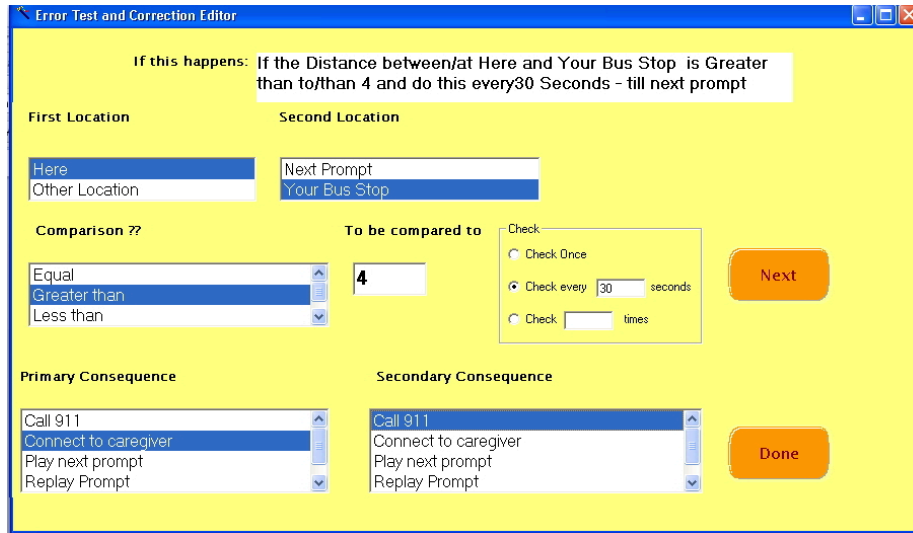 Error Test and Correction Editor
If this happens: If the Distance between/at Here and Your Bus Stop is Greater
than to/than 4 and do this every30 Seconds - till next prompt
First Location
Second Location
Here
Other Location
Next Prompt
Your Bus Stop
Comparison ??
To be compared to
Equal
Greater than
Less than
4
Check
Check Once
Check every 30 seconds
Check times
Next
Primary Consequence
Secondary Consequence
Call 911
Connect to caregiver
Play next prompt
Replay Prompt
Call 911
Connect to caregiver
Play next prompt
Replay Prompt
Done